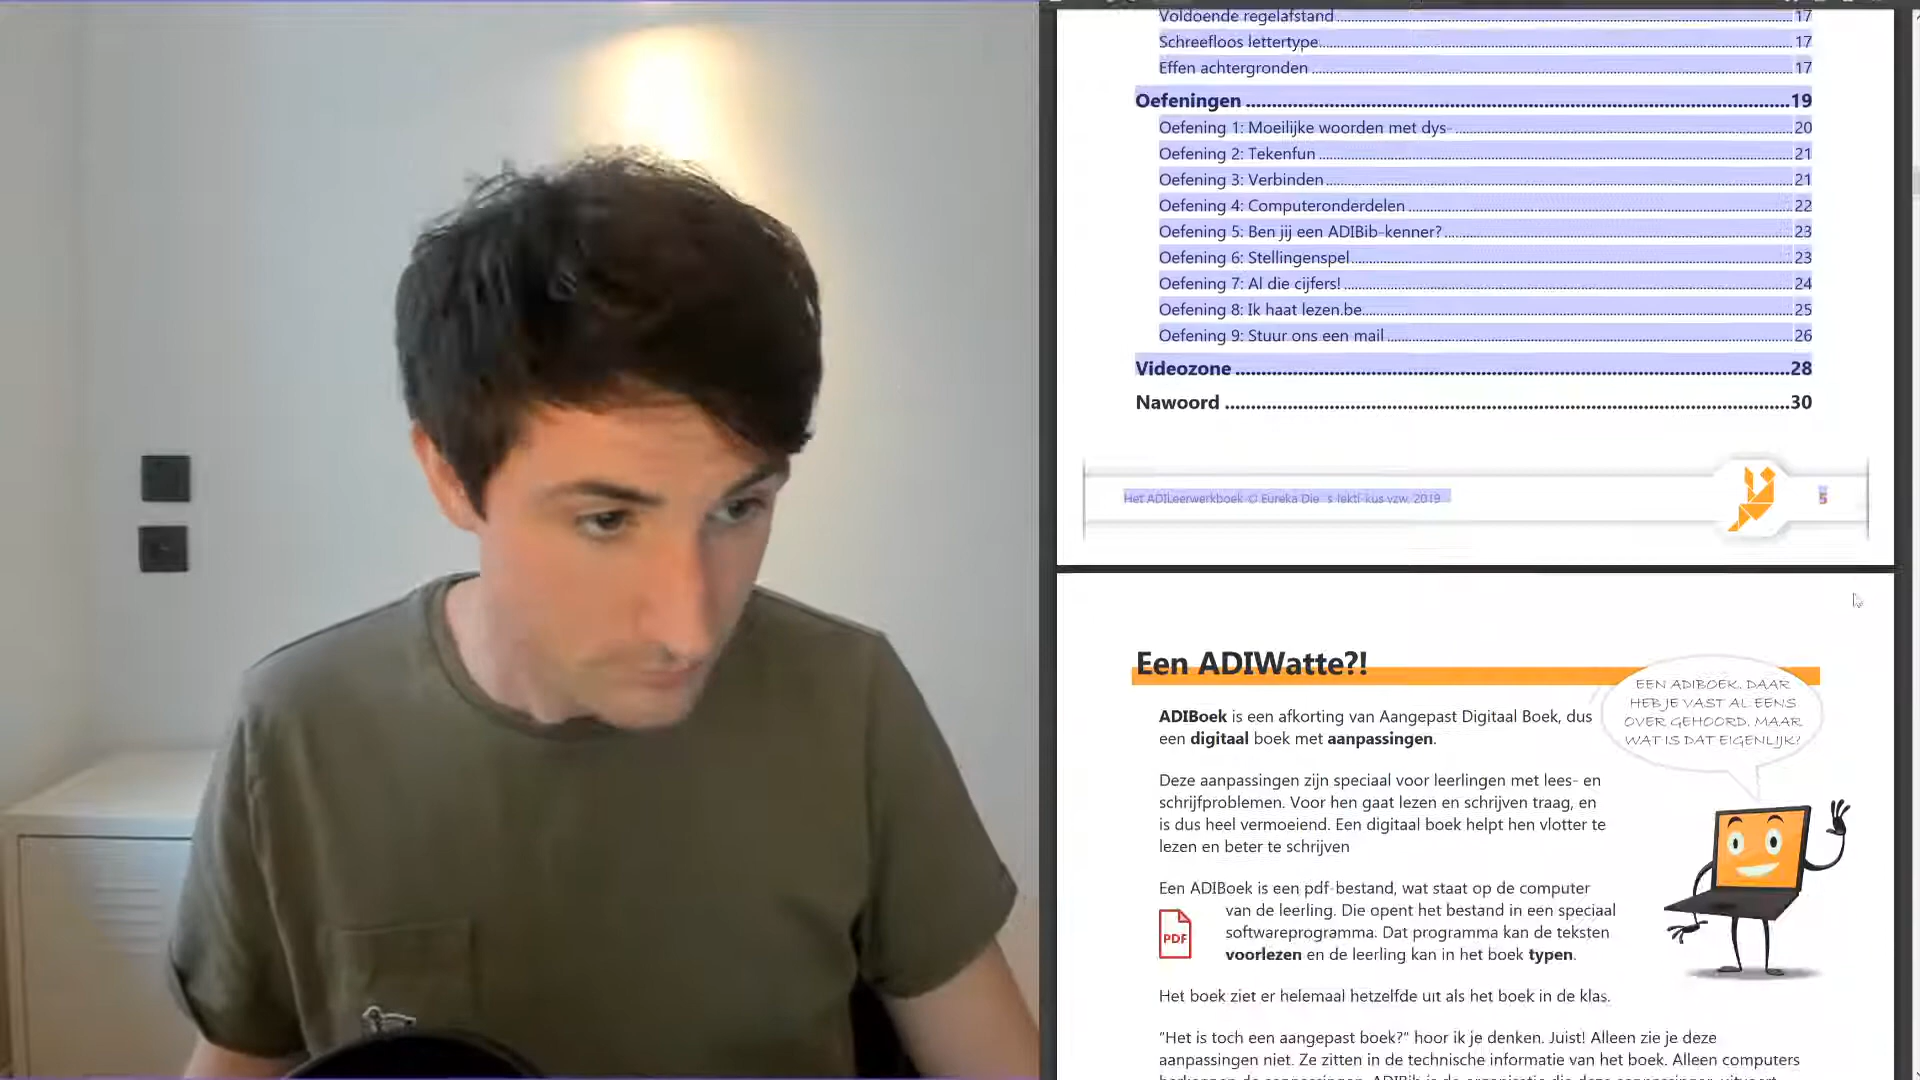 Voldoende regelafstand 17
Schreefloos lettertype 17
Effen achtergronden 17
Oefeningen 19
Oefening 1: Moeilijke woorden met dys- 20
Oefening 2: Tekenfun 21
Oefening 3: Verbinden 21
Oefening 4: Computeronderdelen 22
Oefening 5: Ben jij een ADIBib-kenner? 23
Oefening 6: Stellingenspel 23
Oefening 7: Al die cijfers! 24
Oefening 8: Ik haat lezen.be 25
Oefening 9: Stuur ons een mail 26
Videozone 28
Nawoord 30
Het ADILeerwerkboek © Eureka Die-s-lekti-kus vzw. 2019 5
Een ADIWatte?!
EEN ADIBOEK, DAAR
HEB JE VAST AL EENS
OVER GEHOORD. MAAR
WAT IS DAT EIGENLIJK?
ADIBoek is een afkorting van Aangepast Digitaal Boek, dus
een digitaal boek met aanpassingen.
Deze aanpassingen zijn speciaal voor leerlingen met lees- en
schrijfproblemen. Voor hen gaat lezen en schrijven traag, en
is dus heel vermoeiend. Een digitaal boek helpt hen vlotter te
lezen en beter te schrijven
Een ADIBoek is een pdf-bestand, wat staat op de computer
van de leerling. Die opent het bestand in een speciaal
softwareprogramma. Dat programma kan de teksten
voorlezen en de leerling kan in het boek typen.
PDF
Het boek ziet er helemaal hetzelfde uit als het boek in de klas.
"Het is toch een aangepast boek?" hoor ik je denken. Juist! Alleen zie je deze
aanpassingen niet. Ze zitten in de technische informatie van het boek. Alleen computers